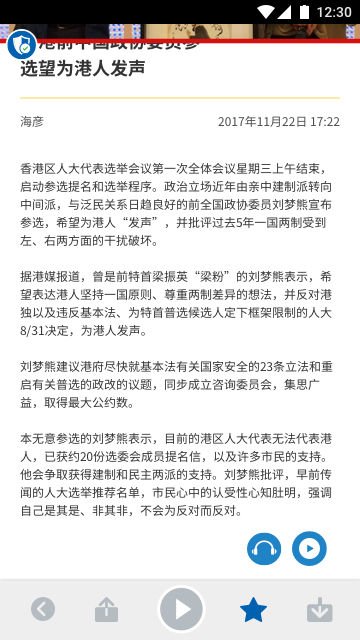 12:30
港前中国政协委员参
选望为港人发声
海彦
2017年11月22日 17:22
香港区人大代表选举会议第一次全体会议星期三上午结束，
启动参选提名和选举程序。政治立场近年由亲中建制派转向
中间派，与泛民关系日趋良好的前全国政协委员刘梦熊宣布
参选，希望为港人“发声”，并批评过去5年一国两制受到
左、右两方面的干扰破坏。
据港媒报道，曾是前特首梁振英“梁粉”的刘梦熊表示，希
望表达港人坚持一国原则、尊重两制差异的想法，并反对港
独以及违反基本法、为特首普选候选人定下框架限制的人大
8/31决定，为港人发声。
刘梦熊建议港府尽快就基本法有关国家安全的23条立法和重
启有关普选的政改的议题，同步成立咨询委员会，集思广
益，取得最大公约数。
本无意参选的刘梦熊表示，目前的港区人大代表无法代表港
人，已获约20份选委会成员提名信，以及许多市民的支持。
他会争取获得建制和民主两派的支持。刘梦熊批评，早前传
闻的人大选举推荐名单，市民心中的认受性心知肚明，强调
自己是其是、非其非，不会为反对而反对。